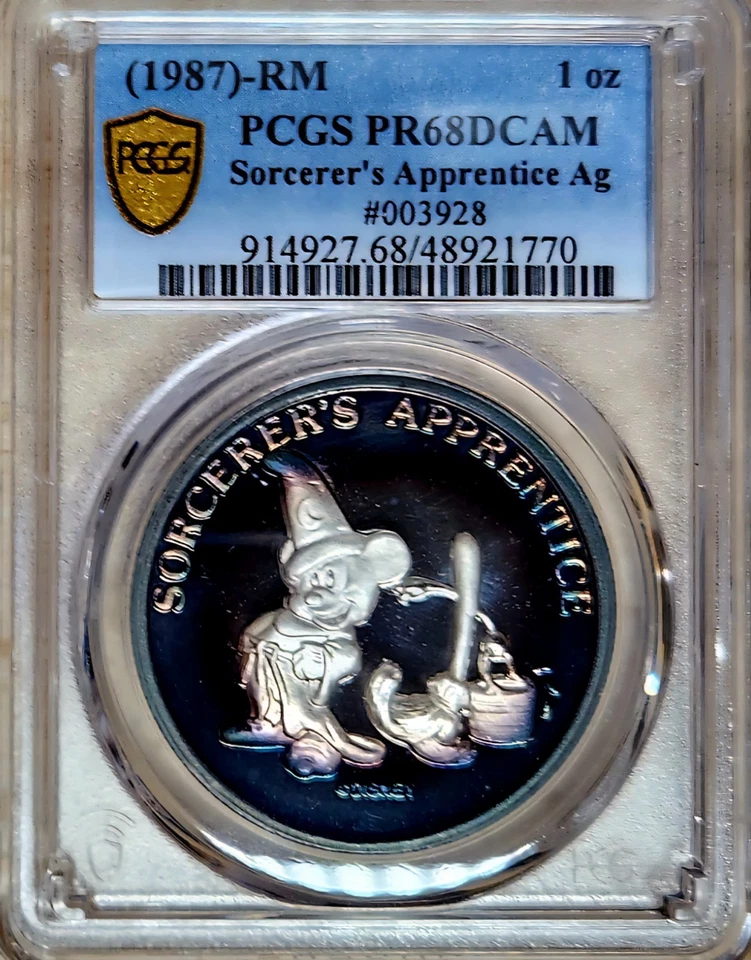 (1987)-RM 1 oz
PCGS PR68DCAM
PCGS
Sorcerer's Apprentice Ag
#003928
914927.68/48921770
SORCERER'S APPRENTICE